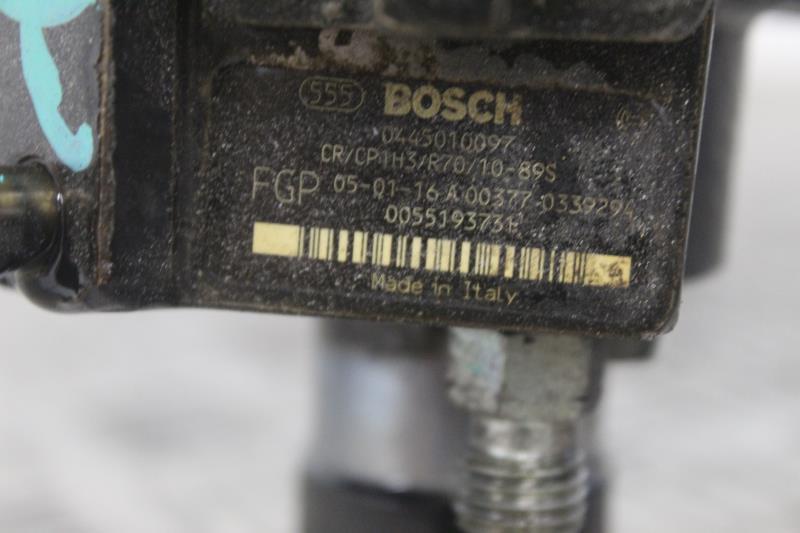 555 BOSCH
0445010097
CR/CP1H3/R70/10-89S
FGP 05-01-16 A 00377 0339294
0055193731
Made in Italy